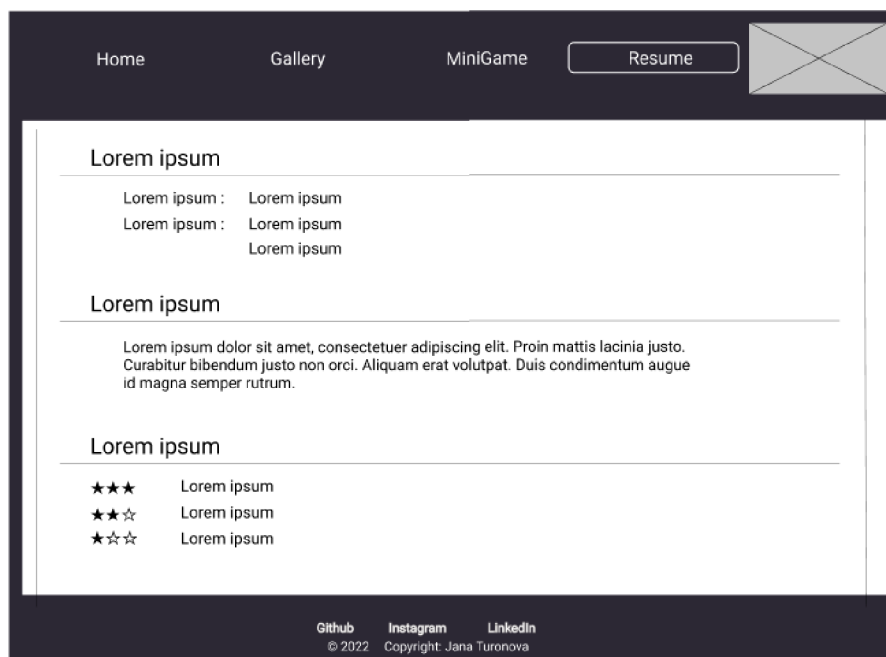 Home Gallery MiniGame Resume
Lorem ipsum
Lorem ipsum : Lorem ipsum
Lorem ipsum : Lorem ipsum
Lorem ipsum
Lorem ipsum
Lorem ipsum dolor sit amet, consectetuer adipiscing elit. Proin mattis lacinia justo.
Curabitur bibendum justo non orci. Aliquam erat volutpat. Duis condimentum augue
id magna semper rutrum.
Lorem ipsum
★★★ Lorem ipsum
★★☆ Lorem ipsum
★☆☆ Lorem ipsum
Github Instagram LinkedIn
© 2022 Copyright: Jana Turonova